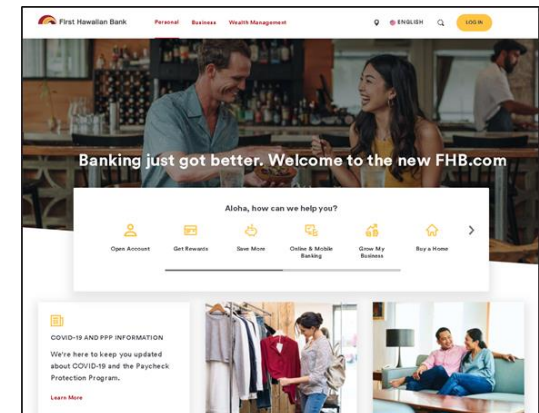 First Hawaiian Bank
Personal Business Wealth Management
ENGLISH
LOG IN
Banking just got better. Welcome to the new FHB.com
Aloha, how can we help you?
Open Account
Get Rewards
Save More
Online & Mobile
Banking
Grow My
Business
Buy a Home
COVID-19 AND PPP INFORMATION
We're here to keep you updated
about COVID-19 and the Paycheck
Protection Program.
Learn More